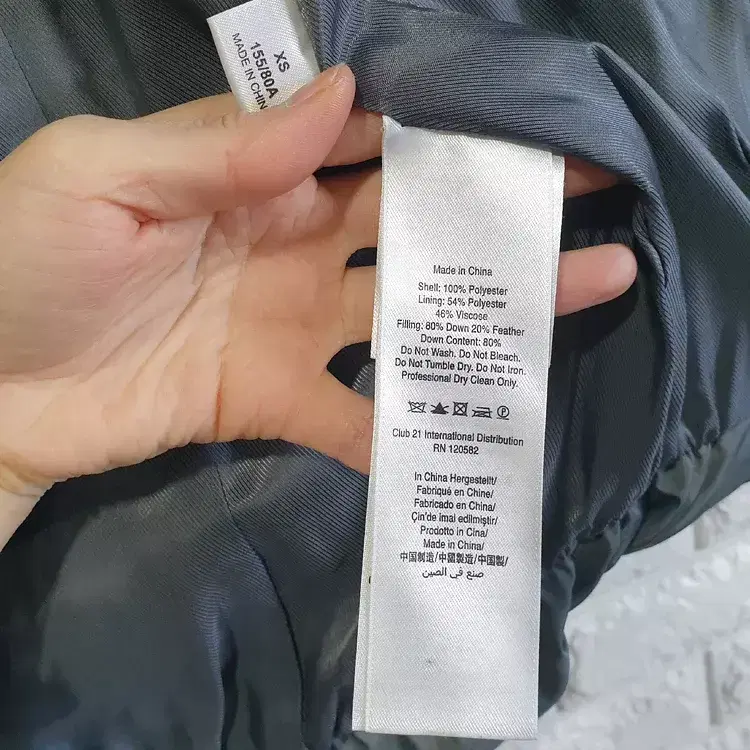 XS
155/80A
MADE IN CHIN
Made in China
Shell: 100% Polyester
Lining: 54% Polyester
46% Viscose
Filling: 80% Down 20% Feather
Down Content: 80%
Do Not Wash. Do Not Bleach.
Do Not Tumble Dry. Do Not Iron.
Professional Dry Clean Only.
Club 21 International Distribution
RN 120582
In China Hergestellt/
Fabriqué en Chine/
Fabricado en China/
Çin'de imal edilmiştir/
Prodotto in Cina/
Made in China/
中国制造/中國製造/中国製/
صنع في الصين